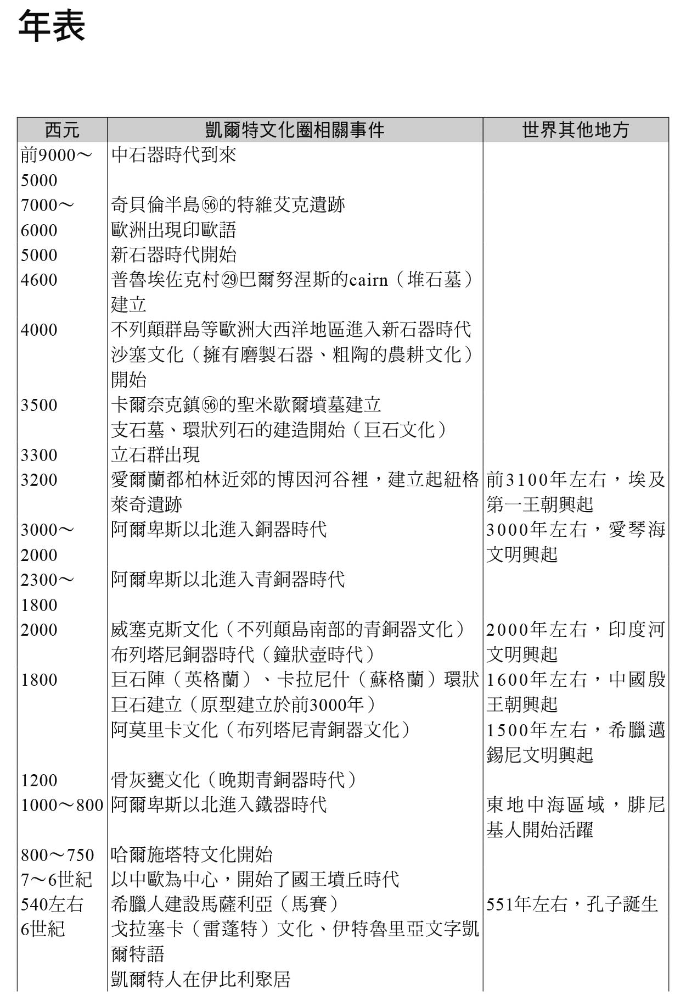 年表
西元 凱爾特文化圈相關事件 世界其他地方
前9000～ 中石器時代到來
5000
7000～ 奇貝倫半島㊶的特維艾克遺跡
6000 歐洲出現印歐語
5000 新石器時代開始
4600 普魯埃佐克村㉙巴爾努涅斯的cairn（堆石墓）
建立
4000 不列顛群島等歐洲大西洋地區進入新石器時代
沙塞文化（擁有磨製石器、粗陶的農耕文化）
開始
3500 卡爾奈克鎮㊶的聖米歇爾墳墓建立
支石墓、環狀列石的建造開始（巨石文化）
3300 立石群出現
3200 愛爾蘭都柏林近郊的博因河谷裡，建立起紐格 前3100年左右，埃及
萊奇遺跡 第一王朝興起
3000～ 阿爾卑斯以北進入銅器時代 3000年左右，愛琴海
2000 文明興起
2300～ 阿爾卑斯以北進入青銅器時代
1800
2000 威塞克斯文化（不列顛島南部的青銅器文化） 2000年左右，印度河
布列塔尼銅器時代（鐘狀壺時代） 文明興起
1800 巨石陣（英格蘭）、卡拉尼什（蘇格蘭）環狀 1600年左右，中國殷
巨石建立（原型建立於前3000年） 王朝興起
阿莫里卡文化（布列塔尼青銅器文化） 1500年左右，希臘邁
錫尼文明興起
1200 骨灰甕文化（晚期青銅器時代）
1000～800 阿爾卑斯以北進入鐵器時代 東地中海區域，腓尼
基人開始活躍
800～750 哈爾施塔特文化開始
7～6世紀 以中歐為中心，開始了國王墳丘時代
540左右 希臘人建設馬薩利亞（馬賽） 551年左右，孔子誕生
6世紀 戈拉塞卡（雷蓬特）文化、伊特魯里亞文字凱
爾特語
凱爾特人在伊比利聚居